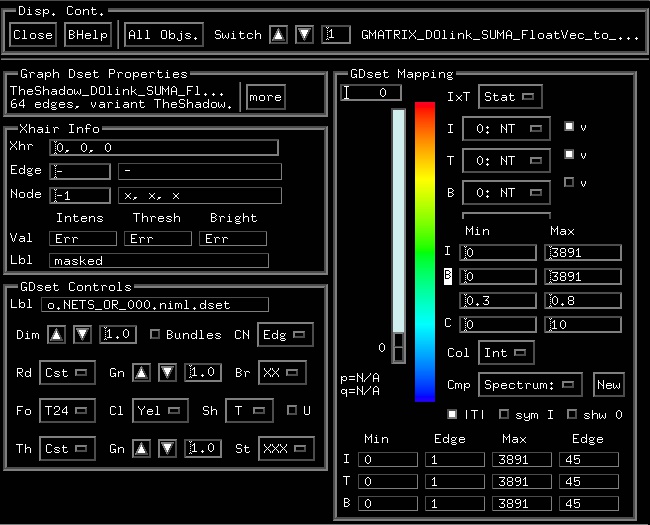 Disp. Cont.
Close BHelp All Objs. Switch 1 GMATRIX_DOlink_SUMA_FloatVec_to_...
Graph Dset Properties
TheShadow_DOlink_SUMA_Fl...
64 edges, variant TheShadow.
more
Xhair Info
Xhr 0, 0, 0
Edge - -
Node -1 x, x, x
Intens Thresh Bright
Val Err Err Err
Lbl masked
GDset Controls
Lbl o.NETS_OR_000.niml.dset
Dim 1.0 Bundles CN Edg
Rd Cst Gn 1.0 Br XX
Fo T24 Cl Yel Sh T U
Th Cst Gn 1.0 St XXX
GDset Mapping
I 0
0
p=N/A
q=N/A
IxT Stat
I 0: NT v
T 0: NT v
B 0: NT v
Min Max
I 0 3891
B 0 3891
0.3 0.8
C 0 10
Col Int
Cmp Spectrum: New
|T| sym I shw 0
Min Edge Max Edge
I 0 1 3891 45
T 0 1 3891 45
B 0 1 3891 45